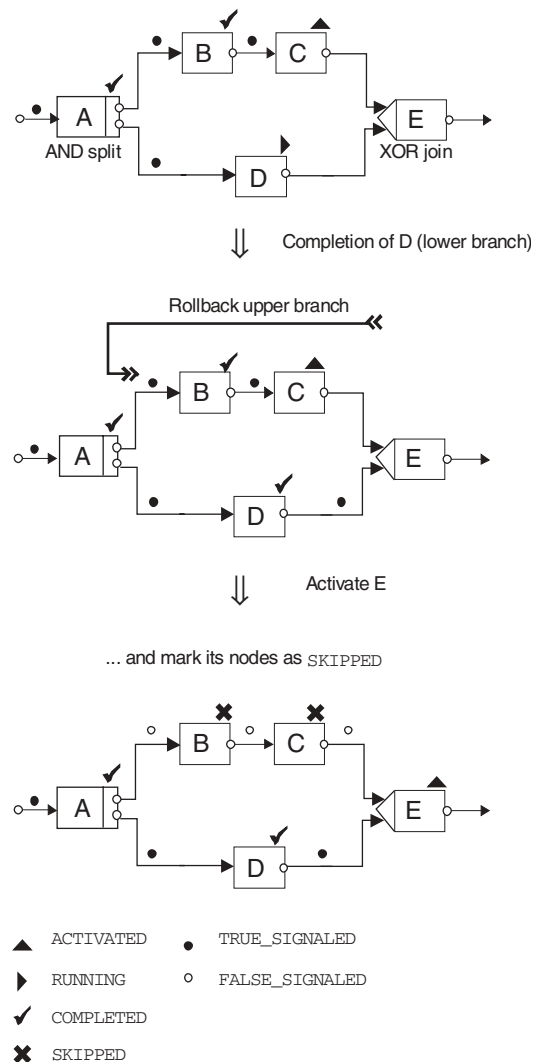 B
C
A
E
AND split
XOR join
D
Completion of D (lower branch)
Rollback upper branch
B
C
A
E
D
Activate E
... and mark its nodes as SKIPPED
B
C
A
E
D
ACTIVATED
TRUE_SIGNALED
RUNNING
FALSE_SIGNALED
COMPLETED
SKIPPED